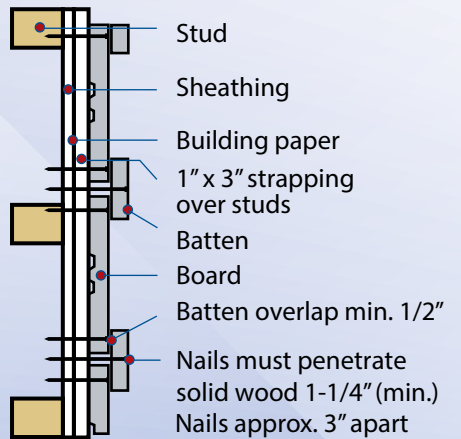 Stud
Sheathing
Building paper
1” x 3” strapping
over studs
Batten
Board
Batten overlap min. 1/2”
Nails must penetrate
solid wood 1-1/4” (min.)
Nails approx. 3” apart